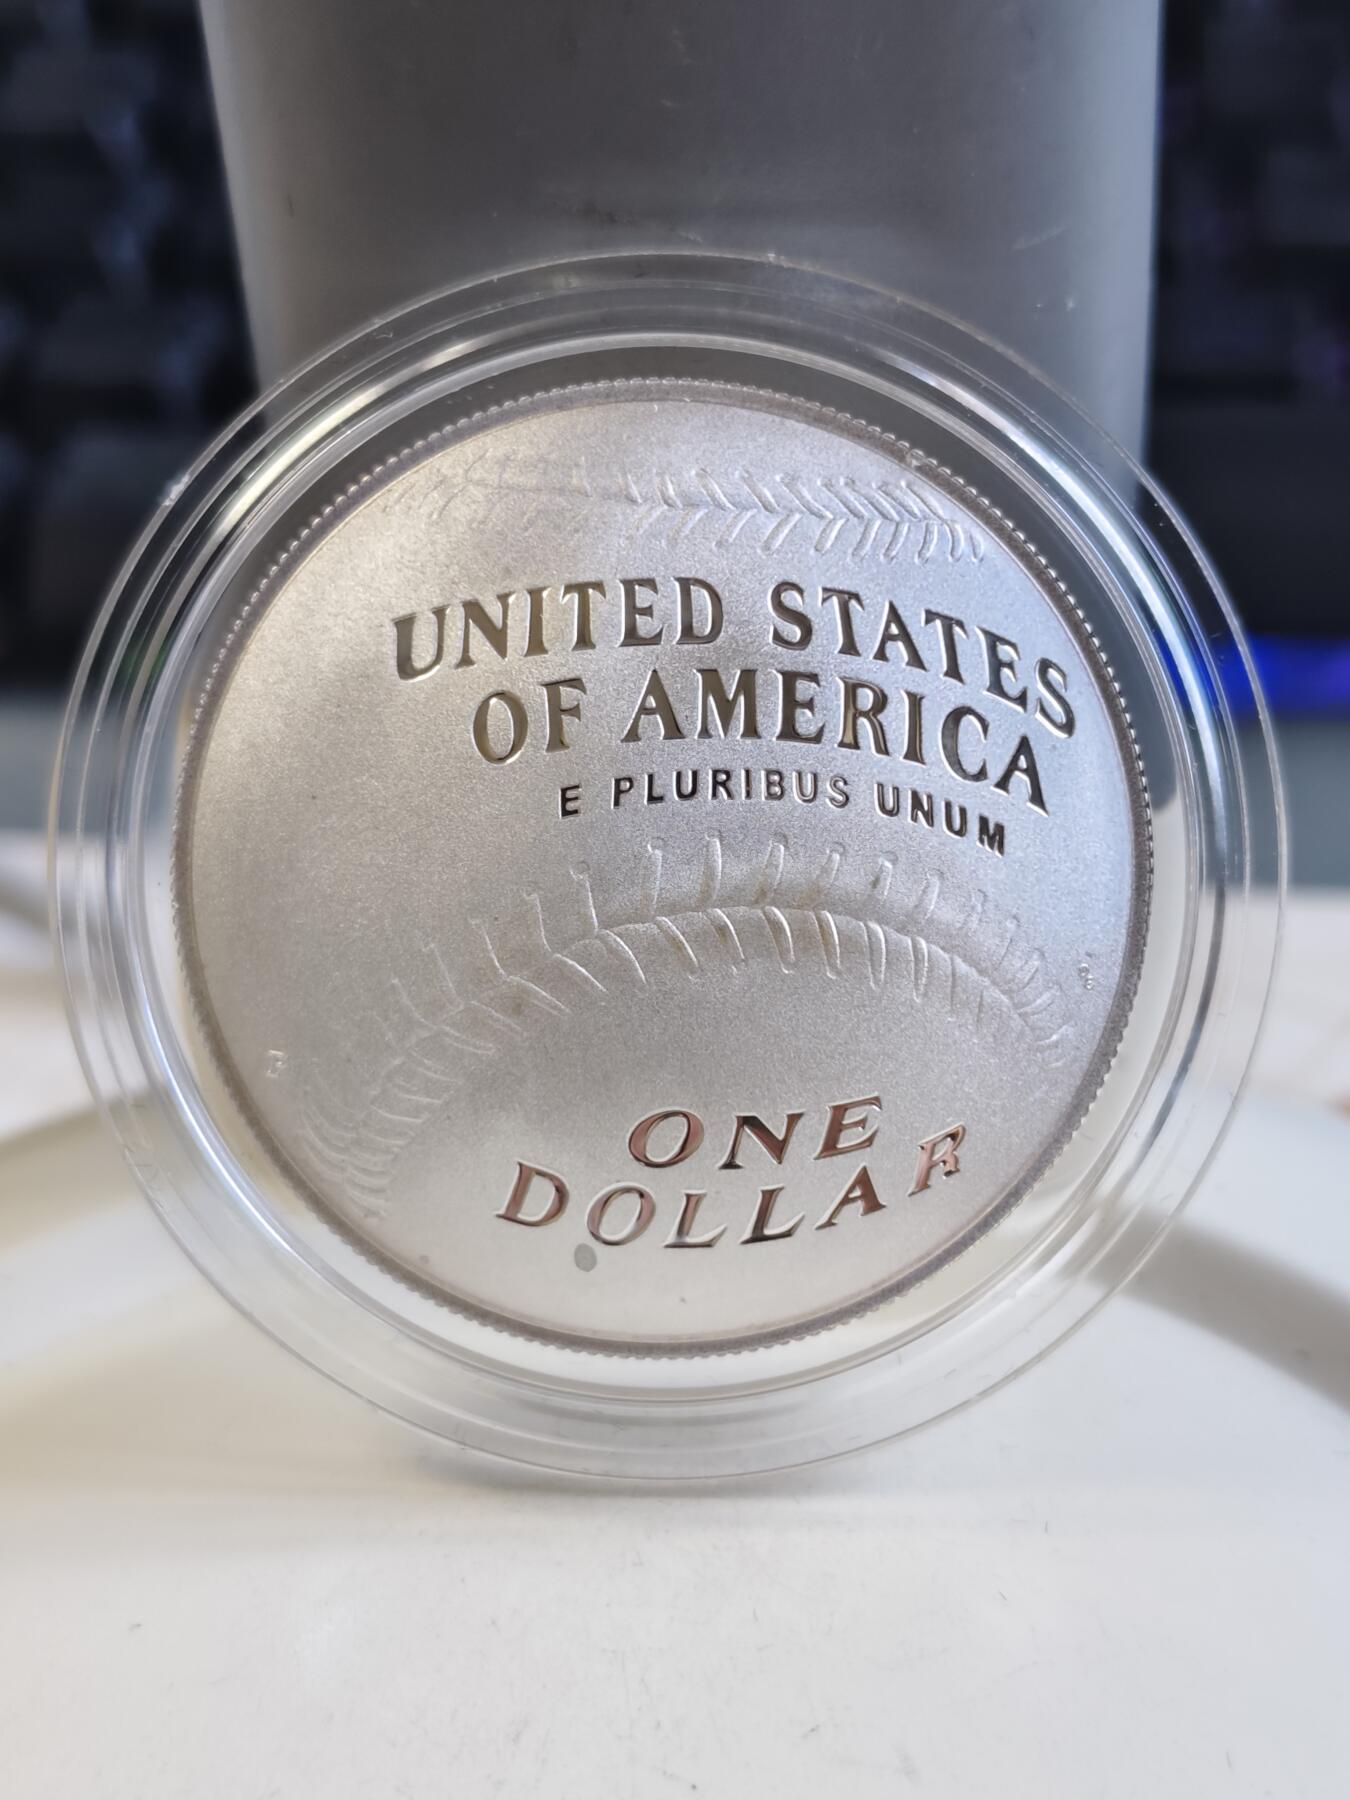 UNITED STATES
OF AMERICA
E PLURIBUS UNUM
P
ONE
DOLLAR